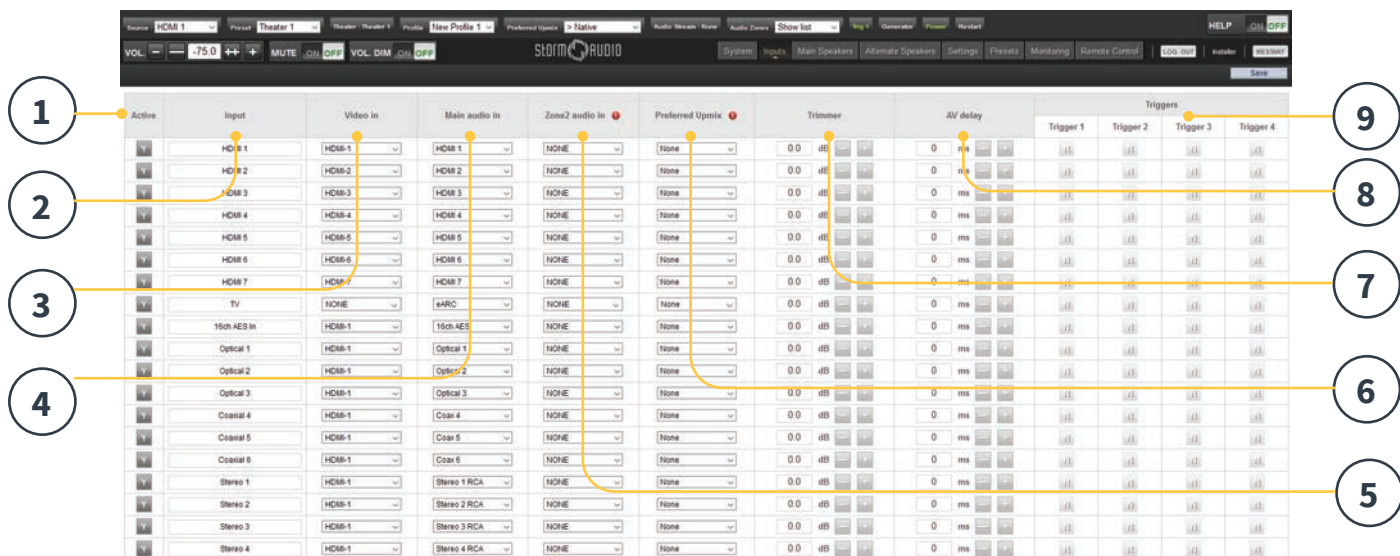 Source HDMI 1 Preset Theater 1 Theater : Theater 1 Profile New Profile 1 Preferred Upmix > Native Audio Stream : None Audio Zones Show list Trig 1 Generator Power Restart HELP ON OFF
VOL. -75.0 MUTE ON OFF VOL. DIM ON OFF StORM AUDIO System Inputs Main Speakers Alternate Speakers Settings Presets Monitoring Remote Control LOG OUT Installer RESTART
Save
Active Input Video in Main audio in Zone2 audio in Preferred Upmix Trimmer AV delay Triggers
Trigger 1 Trigger 2 Trigger 3 Trigger 4
Y HDMI 1 HDMI-1 HDMI 1 NONE None 0.0 dB 0 ms
Y HDMI 2 HDMI-2 HDMI 2 NONE None 0.0 dB 0 ms
Y HDMI 3 HDMI-3 HDMI 3 NONE None 0.0 dB 0 ms
Y HDMI 4 HDMI-4 HDMI 4 NONE None 0.0 dB 0 ms
Y HDMI 5 HDMI-5 HDMI 5 NONE None 0.0 dB 0 ms
Y HDMI 6 HDMI-6 HDMI 6 NONE None 0.0 dB 0 ms
Y HDMI 7 HDMI-7 HDMI 7 NONE None 0.0 dB 0 ms
Y TV NONE eARC NONE None 0.0 dB 0 ms
Y 16ch AES In HDMI-1 16ch AES NONE None 0.0 dB 0 ms
Y Optical 1 HDMI-1 Optical 1 NONE None 0.0 dB 0 ms
Y Optical 2 HDMI-1 Optical 2 NONE None 0.0 dB 0 ms
Y Optical 3 HDMI-1 Optical 3 NONE None 0.0 dB 0 ms
Y Coaxial 4 HDMI-1 Coax 4 NONE None 0.0 dB 0 ms
Y Coaxial 5 HDMI-1 Coax 5 NONE None 0.0 dB 0 ms
Y Coaxial 6 HDMI-1 Coax 6 NONE None 0.0 dB 0 ms
Y Stereo 1 HDMI-1 Stereo 1 RCA NONE None 0.0 dB 0 ms
Y Stereo 2 HDMI-1 Stereo 2 RCA NONE None 0.0 dB 0 ms
Y Stereo 3 HDMI-1 Stereo 3 RCA NONE None 0.0 dB 0 ms
Y Stereo 4 HDMI-1 Stereo 4 RCA NONE None 0.0 dB 0 ms
1
2
3
4
5
6
7
8
9